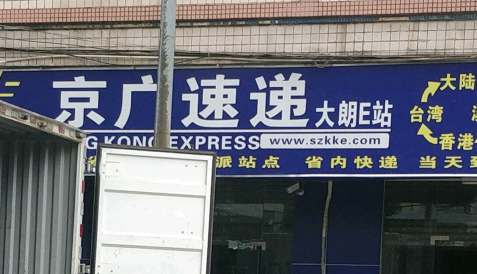 京广速递 大朗E站
KONG EXPRESS www.szkke.com
派站点 省内快递 当天到
大陆
台湾
香港